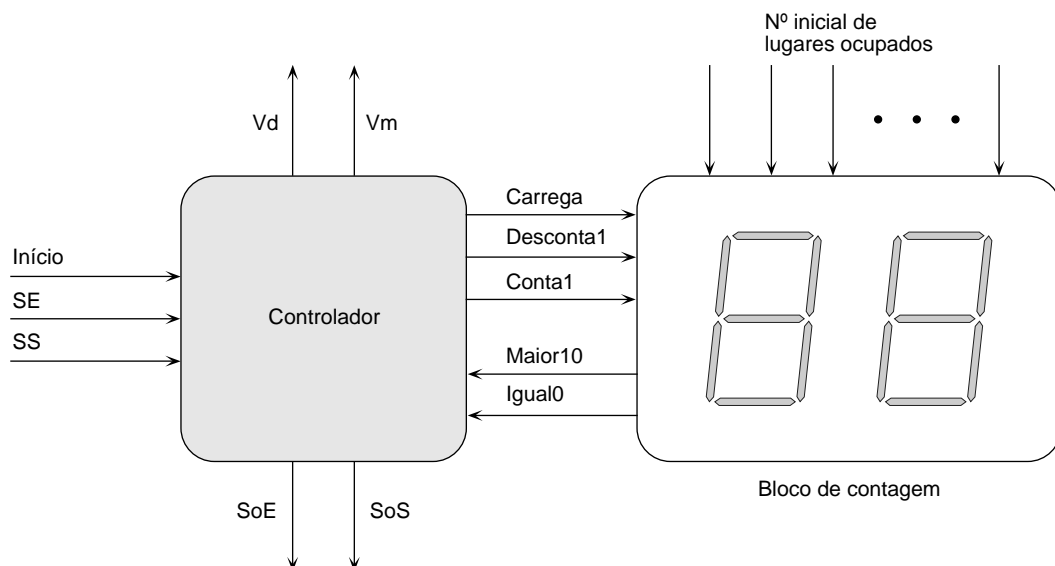 Nº inicial de
lugares ocupados
Vd
Vm
Carrega
Desconta1
Conta1
Início
SE
SS
Controlador
Maior10
Igual0
SoE
SoS
Bloco de contagem